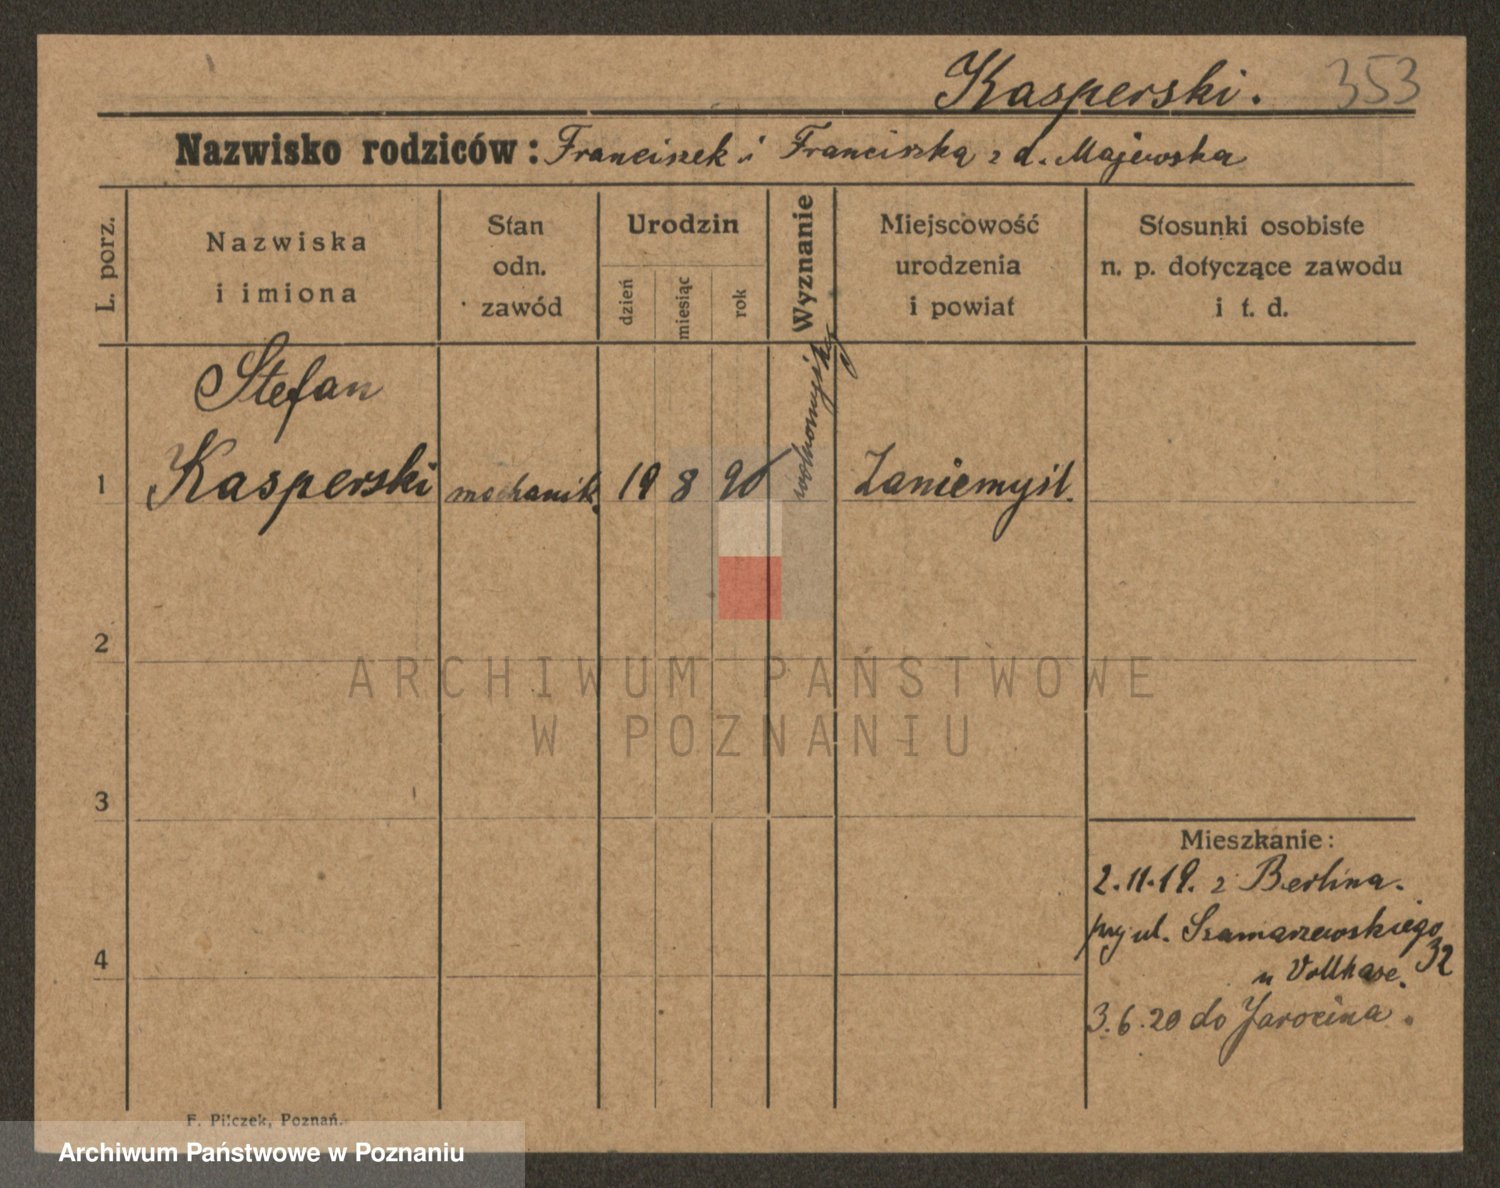 Kasperski. 353
Nazwisko rodziców: Franciszek i Franciszka z d. Majewska
L. porz.
Nazwiska
i imiona
Stan
odn.
zawód
Urodzin
dzień
miesiąc
rok
Wyznanie
Miejscowość
urodzenia
i powiat
Stosunki osobiste
n. p. dotyczące zawodu
i t. d.
Stefan
1 Kasperski mechanik. 19 8 90 Zaniemyśl.
2
ARCHIWUM PAŃSTWOWE
W POZNANIU
3
Mieszkanie:
2.11.19. z Berlina.
przy ul. Szamarzewskiego
32
u Vollhase.
4
3.6.20 do Jarocina.
F. Pilczek, Poznań.
Archiwum Państwowe w Poznaniu